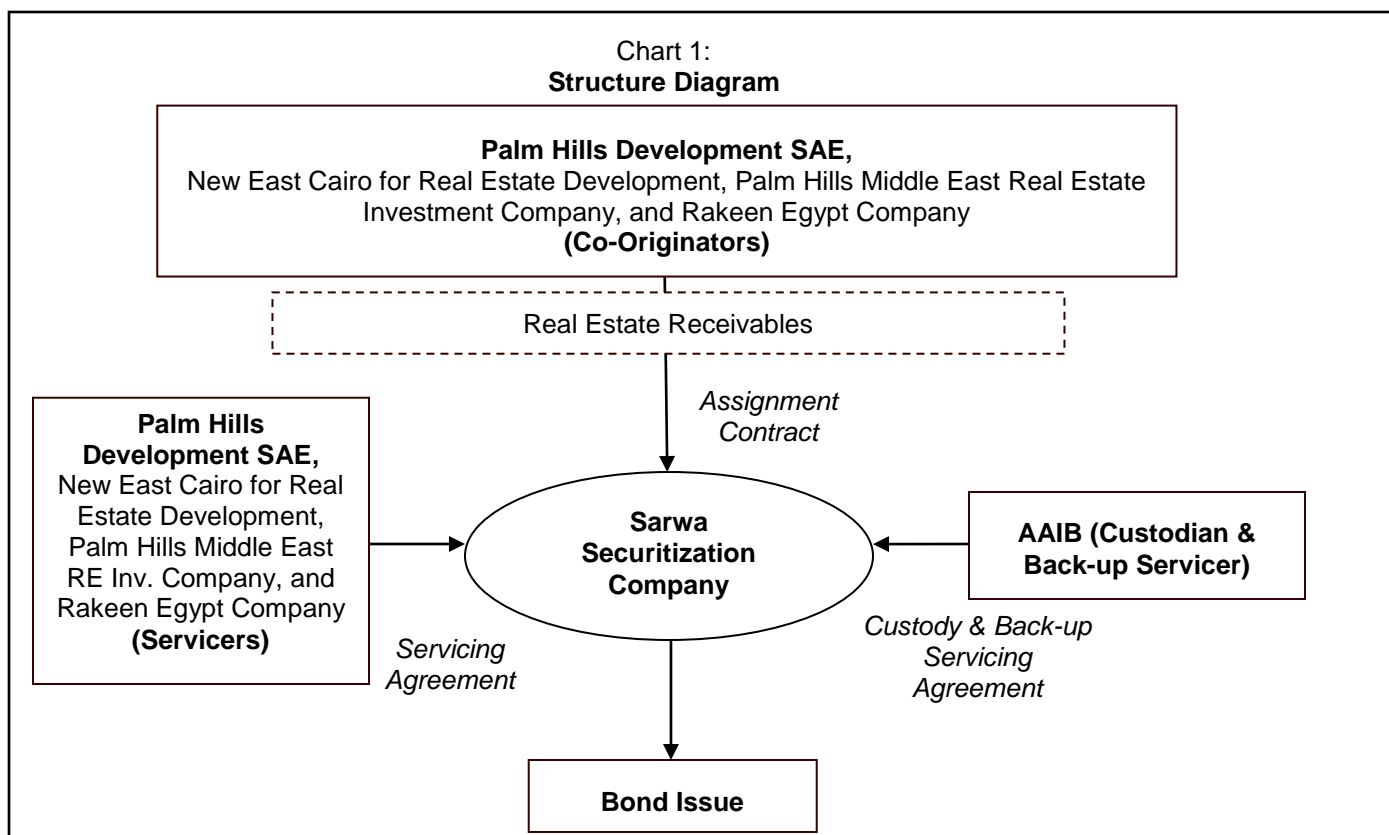 Chart 1:
Structure Diagram
Palm Hills Development SAE,
New East Cairo for Real Estate Development, Palm Hills Middle East Real Estate
Investment Company, and Rakeen Egypt Company
(Co-Originators)
Real Estate Receivables
Assignment
Contract
Palm Hills
Development SAE,
New East Cairo for Real
Estate Development,
Palm Hills Middle East
RE Inv. Company, and
Rakeen Egypt Company
(Servicers)
Servicing
Agreement
Sarwa
Securitization
Company
AAIB (Custodian &
Back-up Servicer)
Custody & Back-up
Servicing
Agreement
Bond Issue